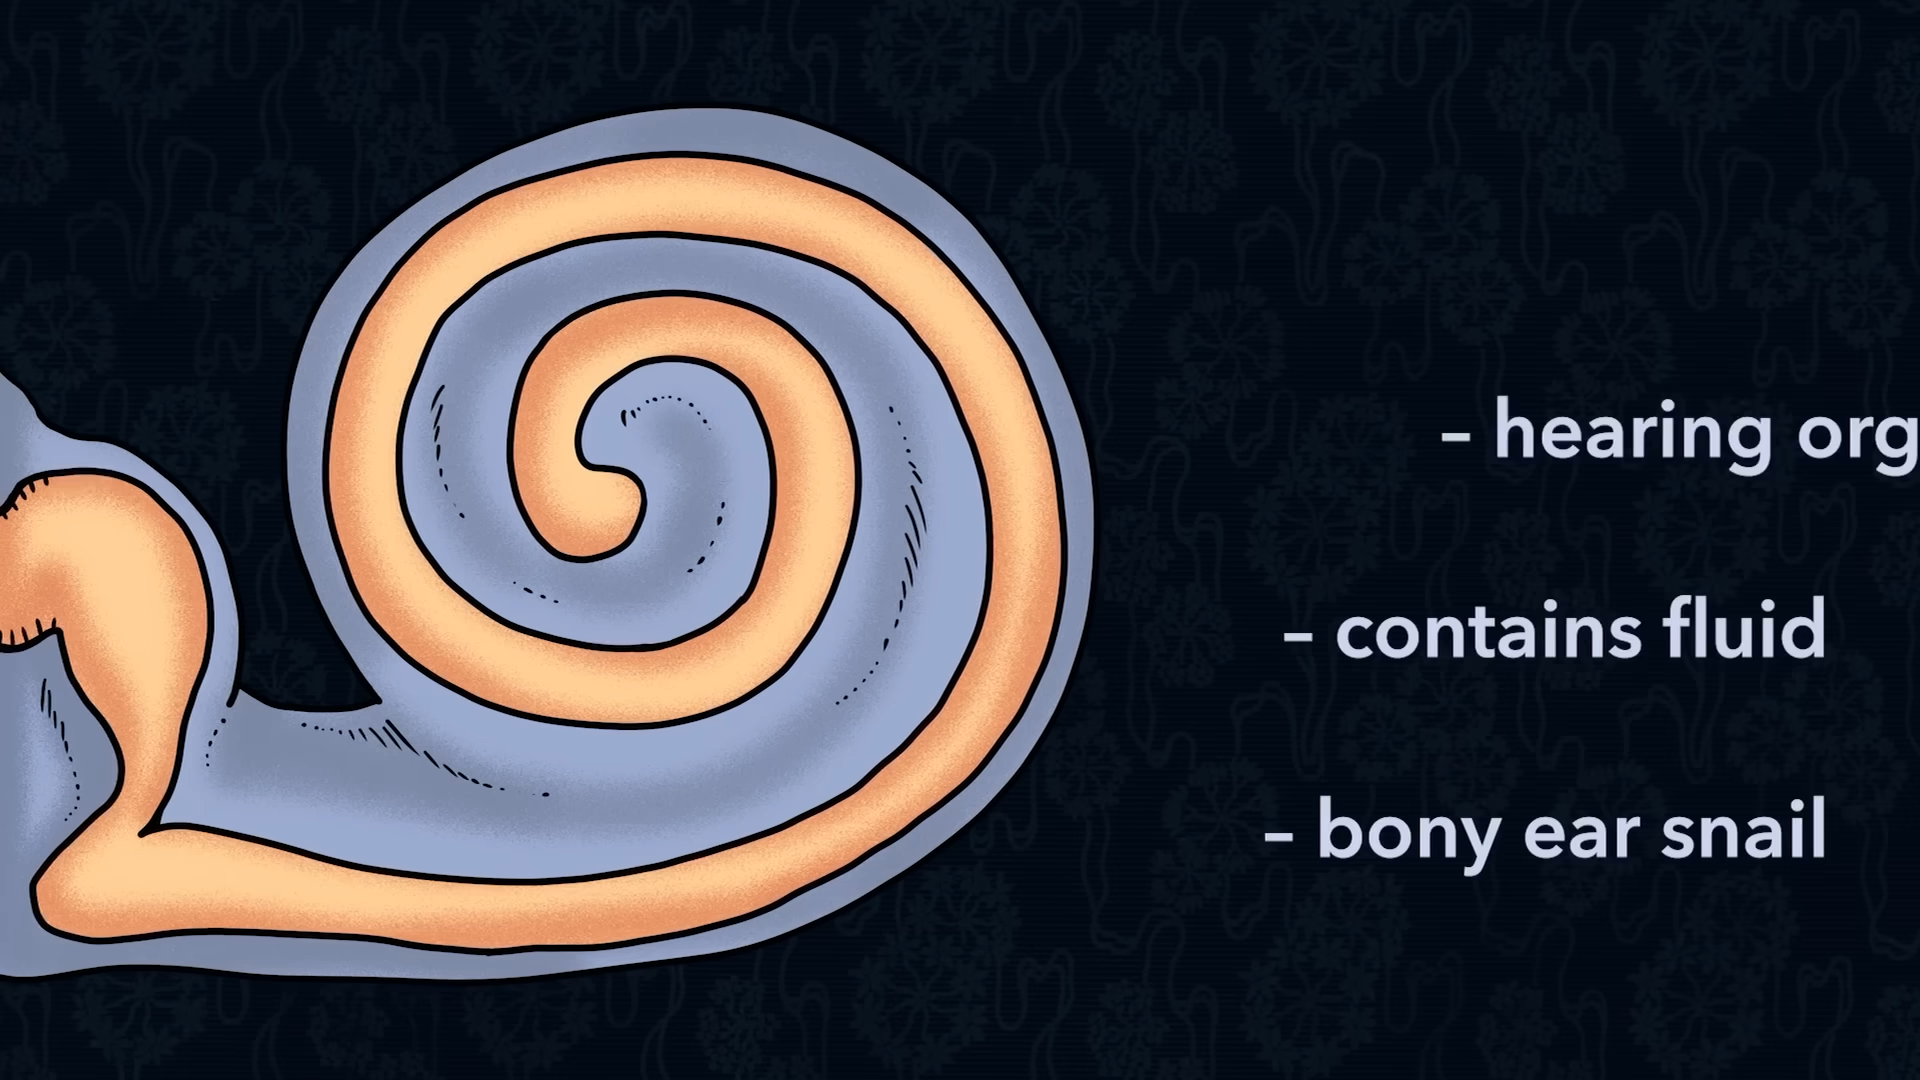 – hearing org
– contains fluid
– bony ear snail